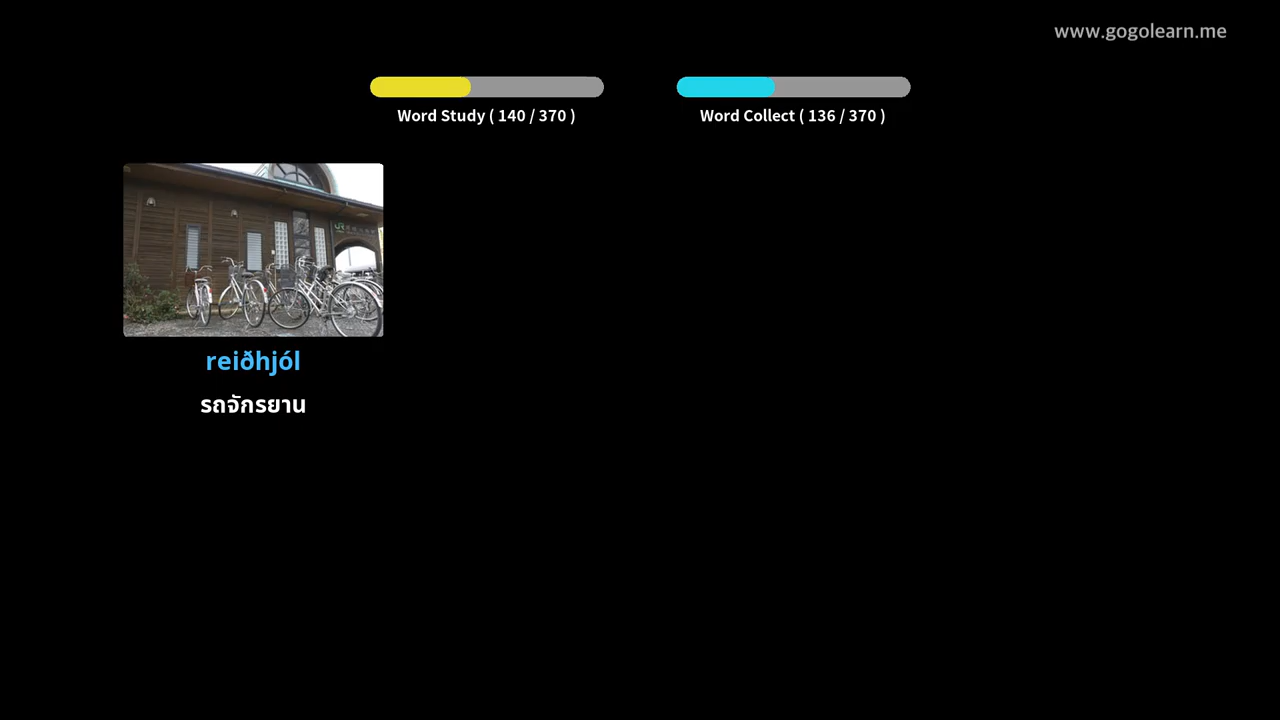 www.gogolearn.me
Word Study ( 140 / 370 )
Word Collect ( 136 / 370 )
JR
reiðhjól
รถจักรยาน